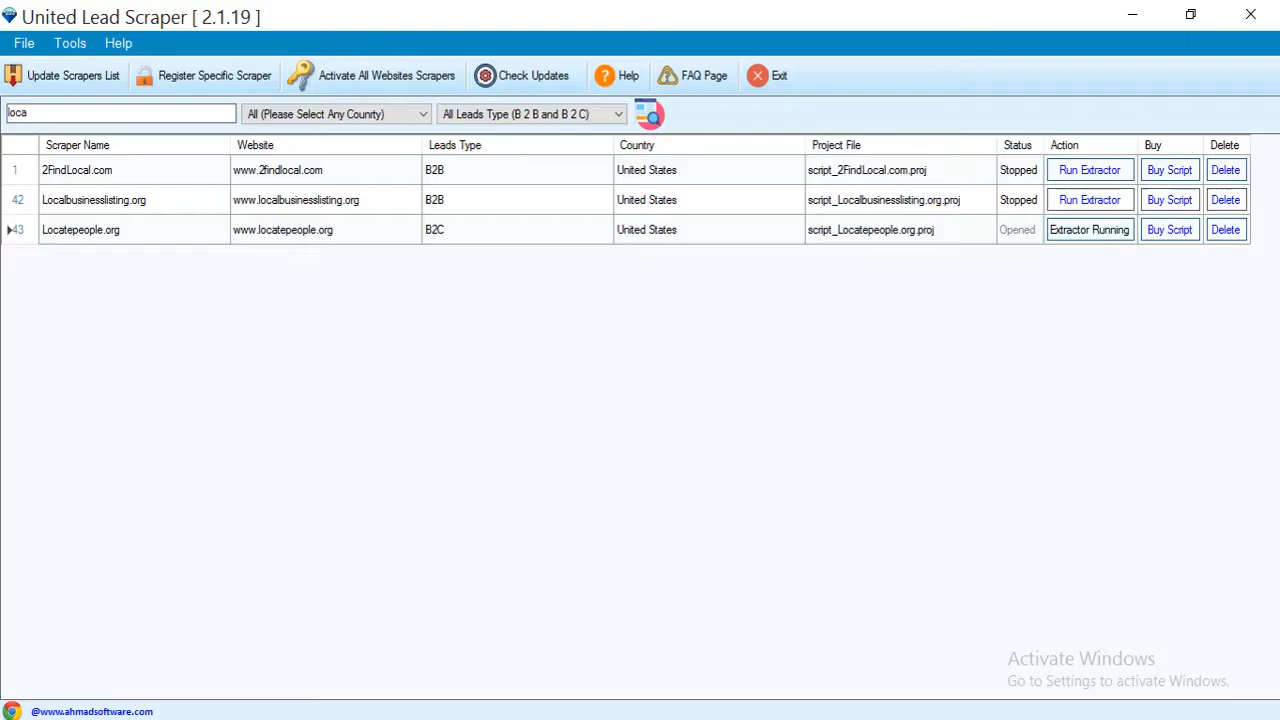 United Lead Scraper [ 2.1.19 ]
File Tools Help
Update Scrapers List Register Specific Scraper Activate All Websites Scrapers Check Updates Help FAQ Page Exit
loca All (Please Select Any Counrty) All Leads Type (B 2 B and B 2 C)
Scraper Name Website Leads Type Country Project File Status Action Buy Delete
1 2FindLocal.com www.2findlocal.com B2B United States script_2FindLocal.com.proj Stopped Run Extractor Buy Script Delete
42 Localbusinesslisting.org www.localbusinesslisting.org B2B United States script_Localbusinesslisting.org.proj Stopped Run Extractor Buy Script Delete
43 Locatepeople.org www.locatepeople.org B2C United States script_Locatepeople.org.proj Opened Extractor Running Buy Script Delete
Activate Windows
Go to Settings to activate Windows.
@www.ahmadsoftware.com